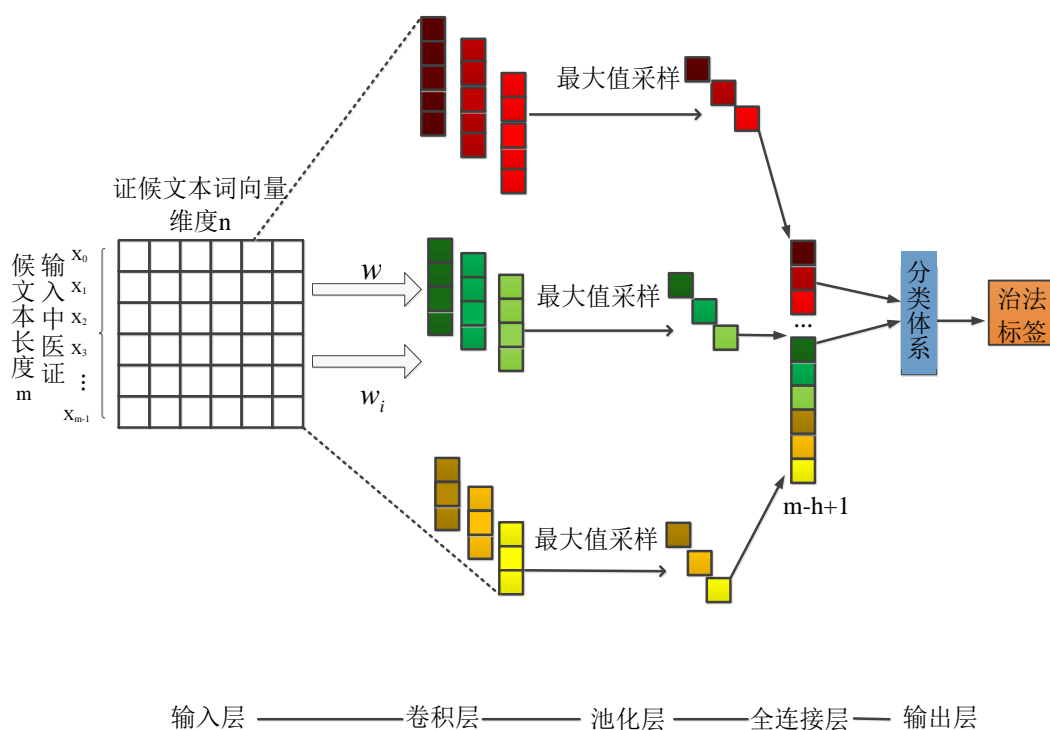 最大值采样
证候文本词向量
维度n
输入中医证
候文本长度m
x₀
x₁
x₂
x₃
⋮
xₘ₋₁
w
wᵢ
最大值采样
...
分类体系
治法
标签
m-h+1
最大值采样
输入层
卷积层
池化层
全连接层
输出层